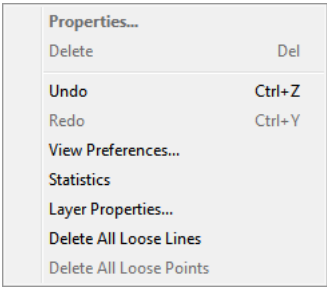 Properties...
Delete Del
Undo Ctrl+Z
Redo Ctrl+Y
View Preferences...
Statistics
Layer Properties...
Delete All Loose Lines
Delete All Loose Points